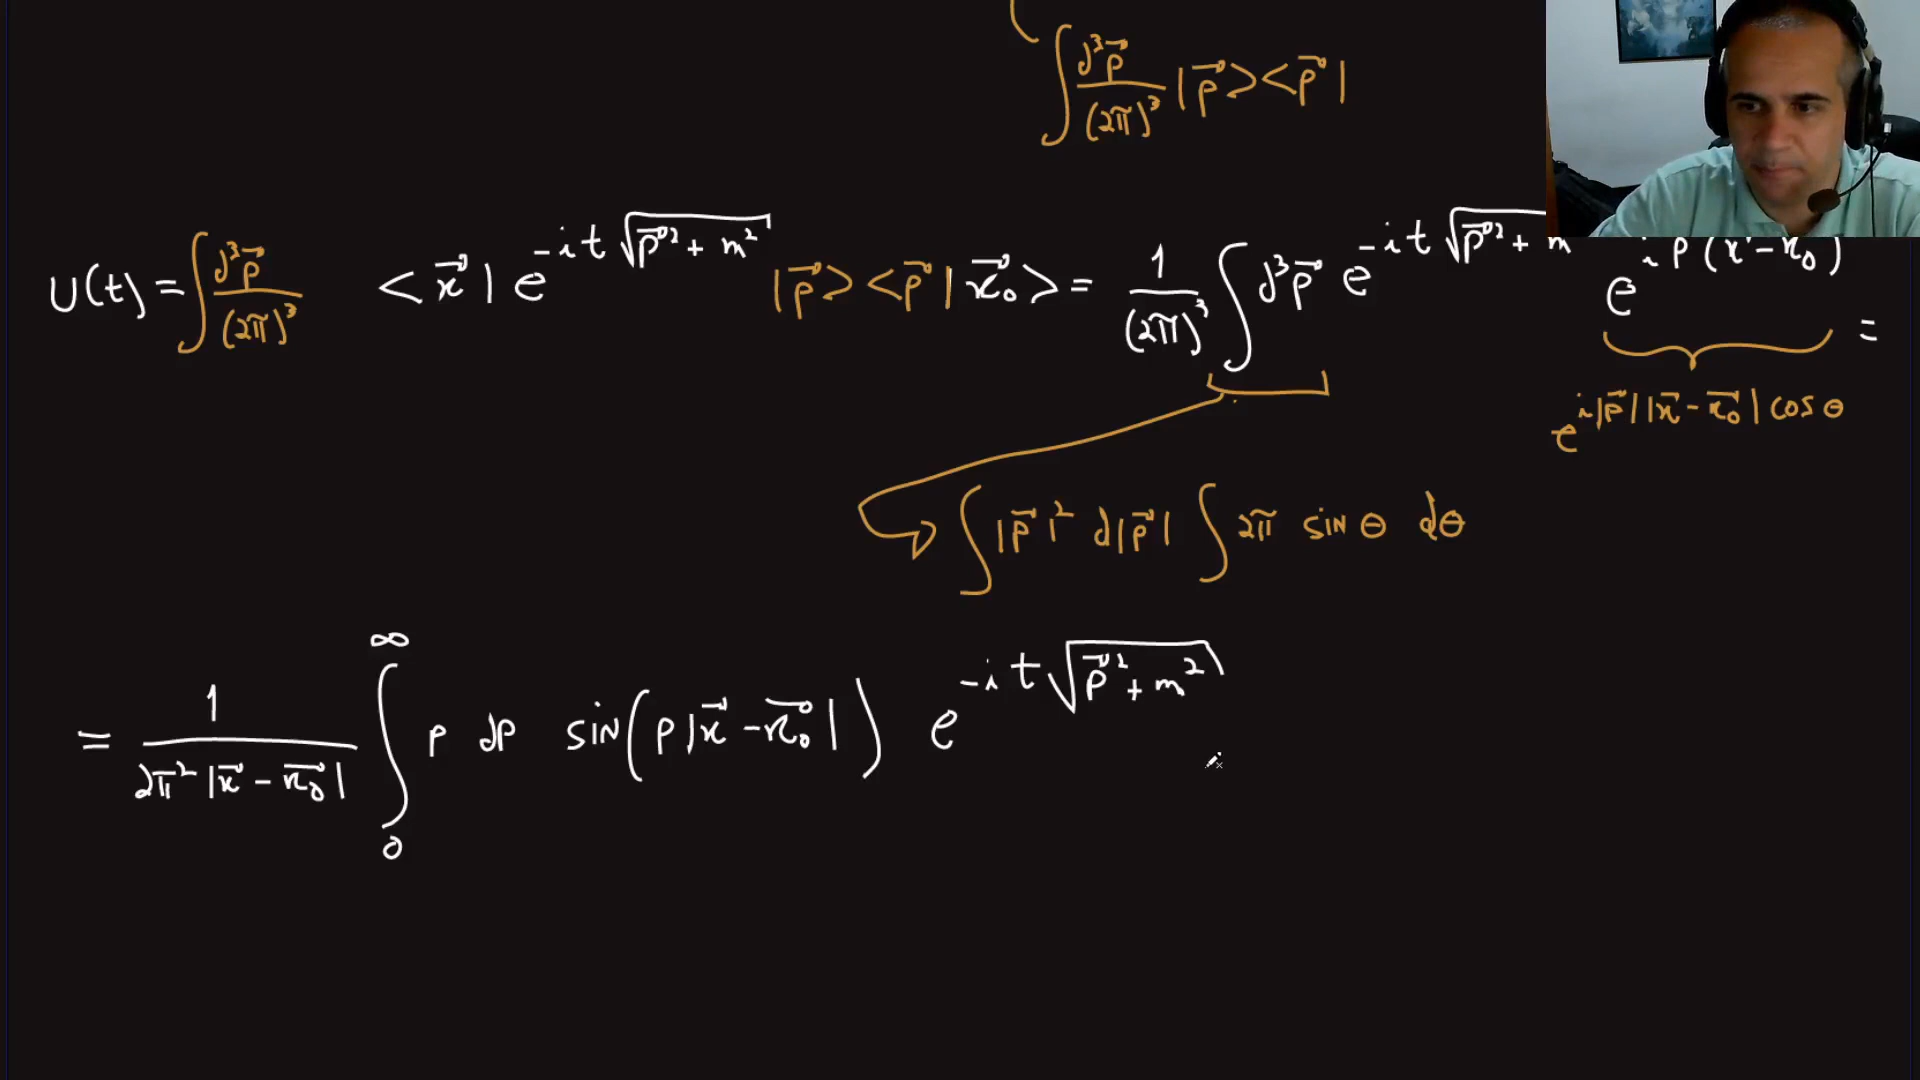 ∫ d³p⃗/(2π)³ |p⃗><p⃗|
U(t) = ∫ d³p⃗/(2π)³ <x⃗| e^{-it√(p⃗² + m²)} |p⃗><p⃗|x⃗₀> = 1/(2π)³ ∫ d³p⃗ e^{-it√(p⃗² + m} e^{i p⃗(x⃗-x⃗₀)} =
e^{i|p⃗||x⃗-x⃗₀|cos θ}
∫ |p⃗|² d|p⃗| ∫ 2π sin θ dθ
= 1/(2π²|x⃗-x⃗₀|) ∫₀^∞ p dp sin(p|x⃗-x⃗₀|) e^{-it√(p⃗²+m²)}